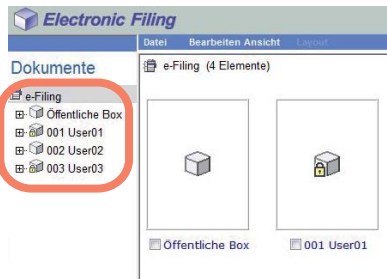 Electronic Filing
Datei Bearbeiten Ansicht Layout
Dokumente
e-Filing
Öffentliche Box
001 User01
002 User02
003 User03
e-Filing (4 Elemente)
Öffentliche Box
001 User01